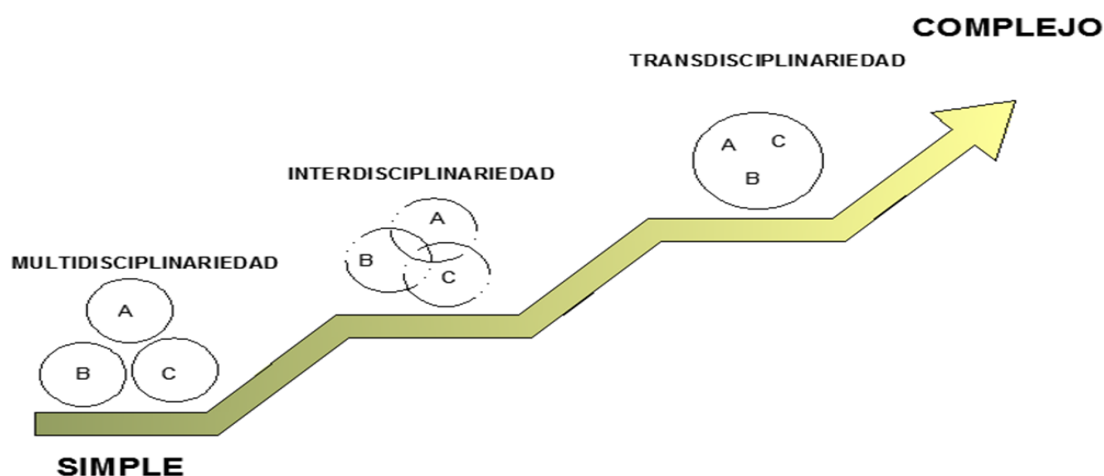 COMPLEJO
TRANSDISCIPLINARIEDAD
A C
B
INTERDISCIPLINARIEDAD
A
B
C
MULTIDISCIPLINARIEDAD
A
B C
SIMPLE